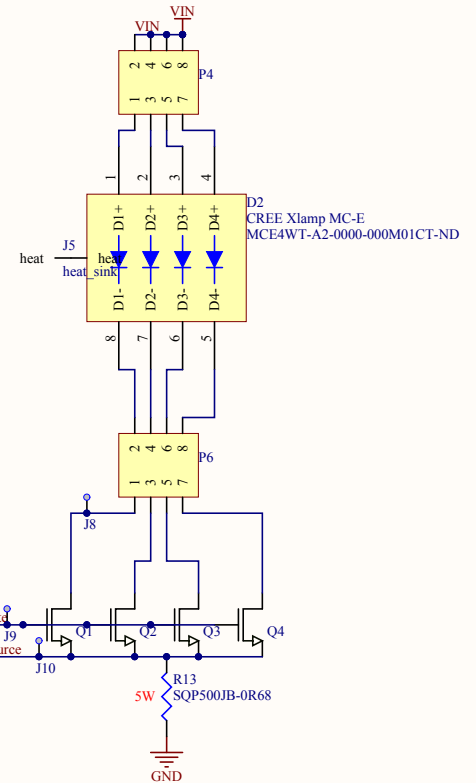 VIN
VIN
2 4 6 8
P4
1 3 5 7
1 2 3 4
D2
D1+ D2+ D3+ D4+
CREE Xlamp MC-E
MCE4WT-A2-0000-000M01CT-ND
J5
heat heat
heat_sink
D1- D2- D3- D4-
8 7 6 5
2 4 6 8
P6
1 3 5 7
J8
Q1 Q2 Q3 Q4
J9
urce
J10
R13
5W SQP500JB-0R68
GND